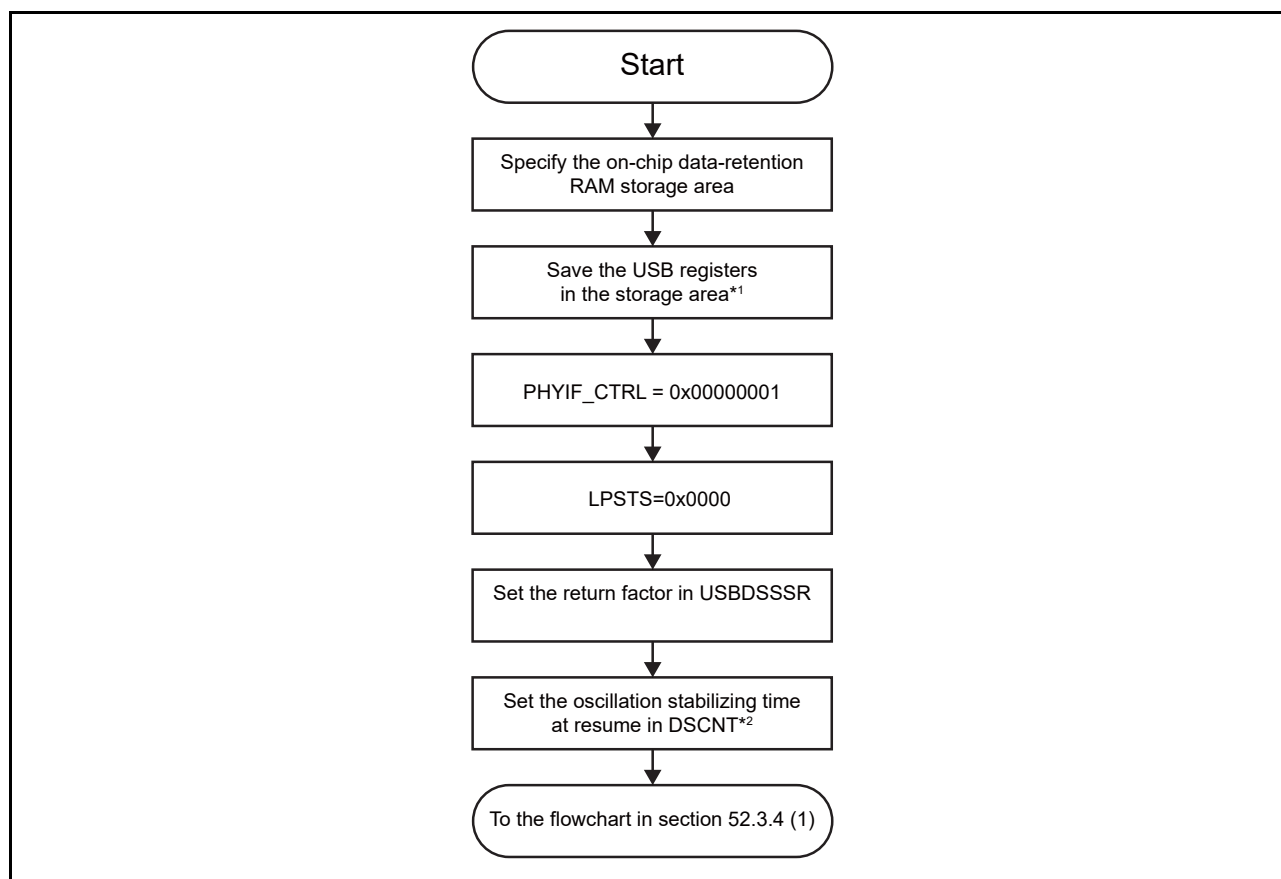 Start
Specify the on-chip data-retention
RAM storage area
Save the USB registers
in the storage area*1
PHYIF_CTRL = 0x00000001
LPSTS=0x0000
Set the return factor in USBDSSSR
Set the oscillation stabilizing time
at resume in DSCNT*2
To the flowchart in section 52.3.4 (1)